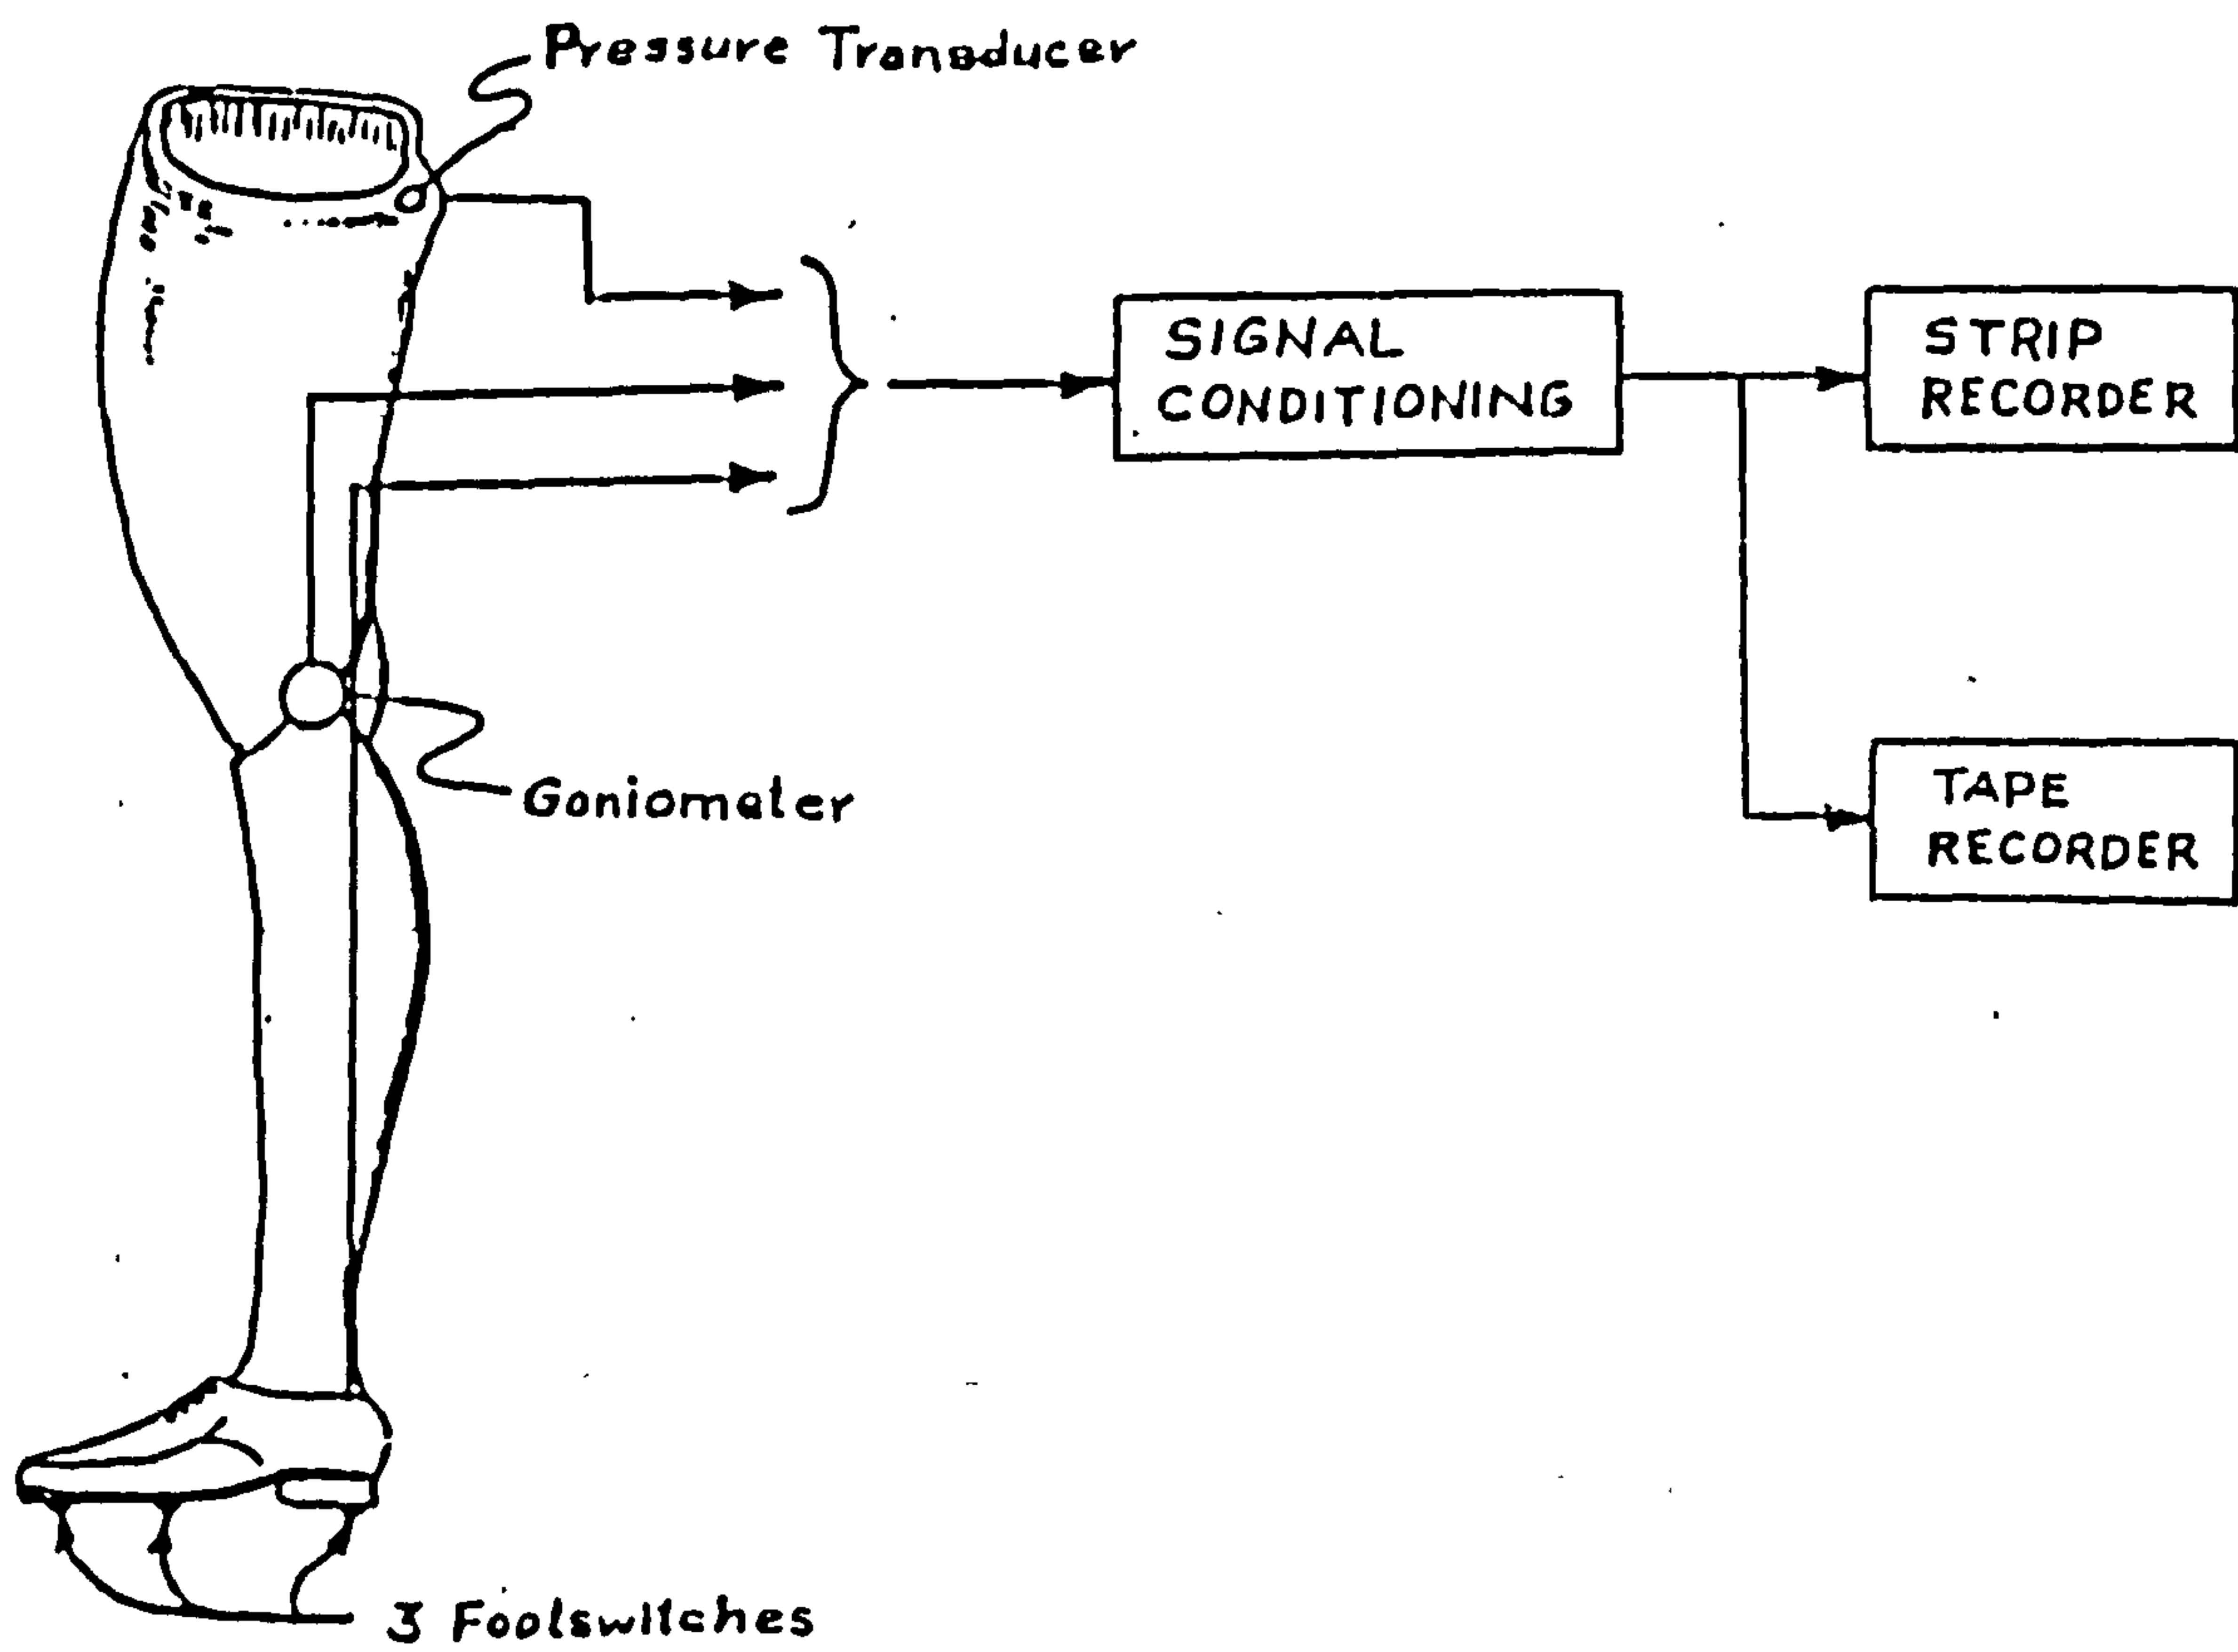 Pressure Transducer
SIGNAL
CONDITIONING
STRIP
RECORDER
Goniometer
TAPE
RECORDER
3 Footswitches